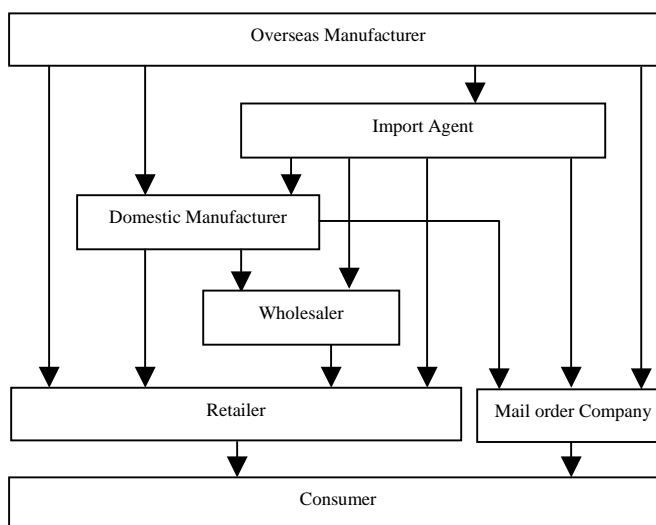 Overseas Manufacturer
Import Agent
Domestic Manufacturer
Wholesaler
Retailer
Mail order Company
Consumer